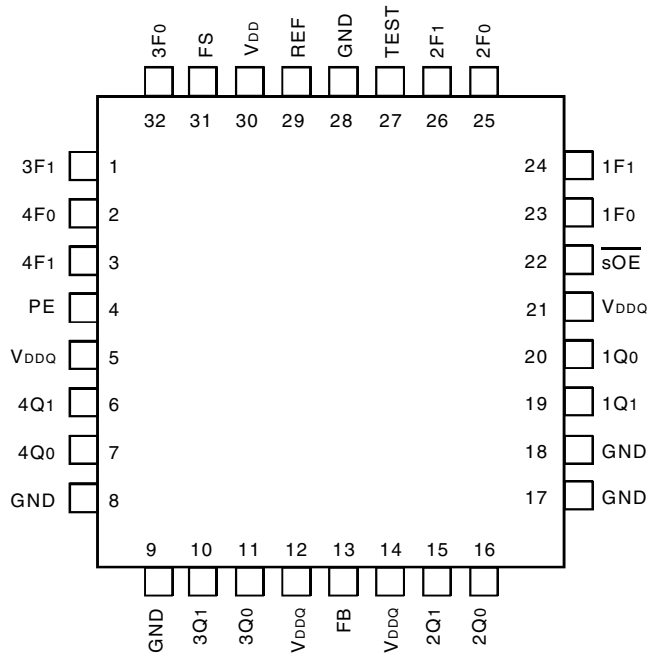 3F0 FS VDD REF GND TEST 2F1 2F0
32 31 30 29 28 27 26 25
3F1 1 24 1F1
4F0 2 23 1F0
4F1 3 22 sOE
PE 4 21 VDDQ
VDDQ 5 20 1Q0
4Q1 6 19 1Q1
4Q0 7 18 GND
GND 8 17 GND
9 10 11 12 13 14 15 16
GND 3Q1 3Q0 VDDQ FB VDDQ 2Q1 2Q0